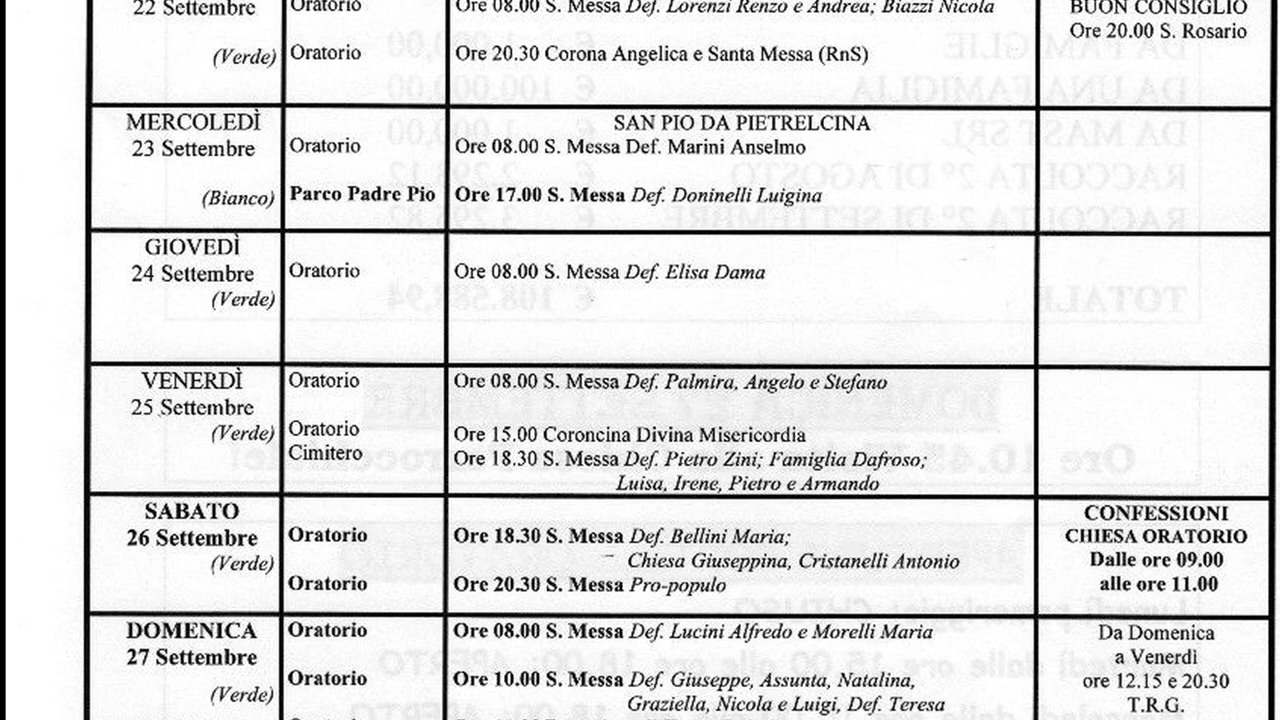 22 Settembre
Oratorio
Ore 08.00 S. Messa Def. Lorenzi Renzo e Andrea; Biazzi Nicola
BUON CONSIGLIO
Ore 20.00 S. Rosario
(Verde)
Oratorio
Ore 20.30 Corona Angelica e Santa Messa (RnS)
MERCOLEDÌ
23 Settembre
(Bianco)
Oratorio
Parco Padre Pio
SAN PIO DA PIETRELCINA
Ore 08.00 S. Messa Def. Marini Anselmo
Ore 17.00 S. Messa Def. Doninelli Luigina
GIOVEDÌ
24 Settembre
(Verde)
Oratorio
Ore 08.00 S. Messa Def. Elisa Dama
VENERDÌ
25 Settembre
(Verde)
Oratorio
Oratorio
Cimitero
Ore 08.00 S. Messa Def. Palmira, Angelo e Stefano
Ore 15.00 Coroncina Divina Misericordia
Ore 18.30 S. Messa Def. Pietro Zini; Famiglia Dafroso;
Luisa, Irene, Pietro e Armando
SABATO
26 Settembre
(Verde)
Oratorio
Oratorio
Ore 18.30 S. Messa Def. Bellini Maria;
Chiesa Giuseppina, Cristanelli Antonio
Ore 20.30 S. Messa Pro-populo
CONFESSIONI
CHIESA ORATORIO
Dalle ore 09.00
alle ore 11.00
DOMENICA
27 Settembre
(Verde)
Oratorio
Oratorio
Ore 08.00 S. Messa Def. Lucini Alfredo e Morelli Maria
Ore 10.00 S. Messa Def. Giuseppe, Assunta, Natalina,
Graziella, Nicola e Luigi, Def. Teresa
Da Domenica
a Venerdì
ore 12.15 e 20.30
T.R.G.